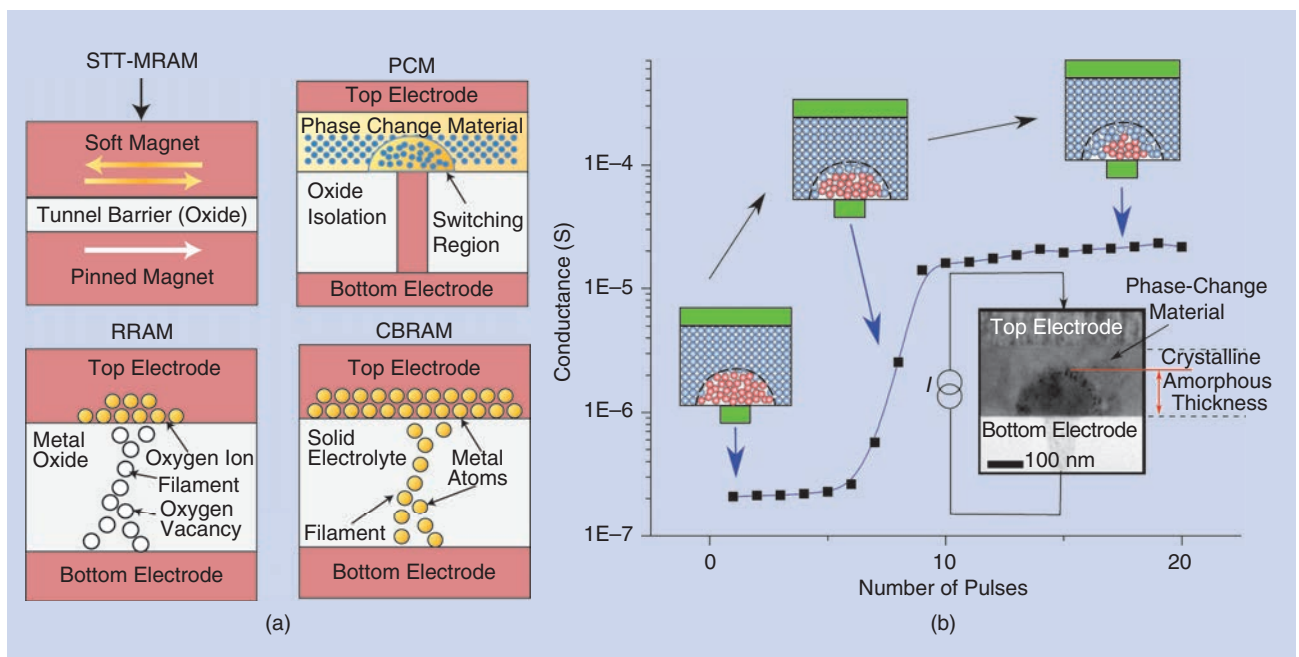 STT-MRAM
Soft Magnet
Tunnel Barrier (Oxide)
Pinned Magnet
PCM
Top Electrode
Phase Change Material
Oxide
Isolation
Switching
Region
Bottom Electrode
RRAM
Top Electrode
Metal
Oxide
Oxygen Ion
Filament
Oxygen
Vacancy
Bottom Electrode
CBRAM
Top Electrode
Solid
Electrolyte
Metal
Atoms
Filament
Bottom Electrode
(a)
Conductance (S)
1E–4
1E–5
1E–6
1E–7
0
10
20
Number of Pulses
I
Phase-Change
Material
Top Electrode
Crystalline
Amorphous
Thickness
Bottom Electrode
100 nm
(b)